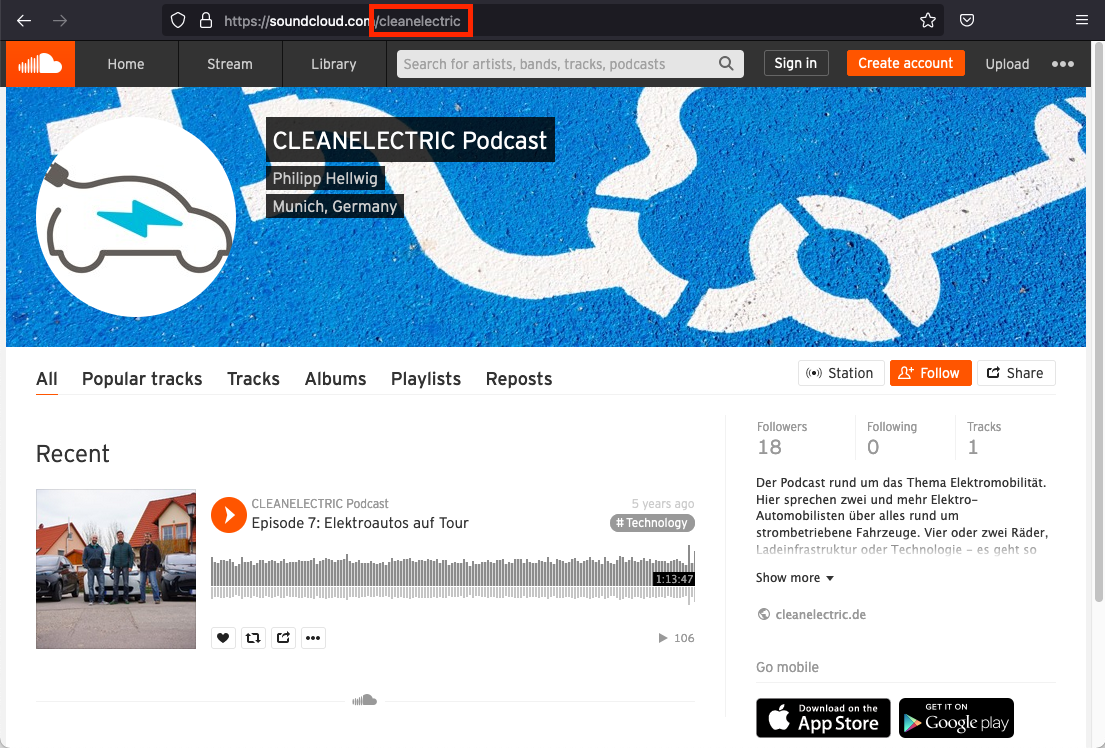 https://soundcloud.com/cleanelectric
Home
Stream
Library
Search for artists, bands, tracks, podcasts
Sign in
Create account
Upload
CLEANELECTRIC Podcast
Philipp Hellwig
Munich, Germany
All
Popular tracks
Tracks
Albums
Playlists
Reposts
Station
Follow
Share
Recent
CLEANELECTRIC Podcast
5 years ago
Episode 7: Elektroautos auf Tour
# Technology
1:13:47
106
Followers
18
Following
0
Tracks
1
Der Podcast rund um das Thema Elektromobilität.
Hier sprechen zwei und mehr Elektro-
Automobilisten über alles rund um
strombetriebene Fahrzeuge. Vier oder zwei Räder,
Ladeinfrastruktur oder Technologie – es geht so
Show more
cleanelectric.de
Go mobile
Download on the
App Store
GET IT ON
Google play